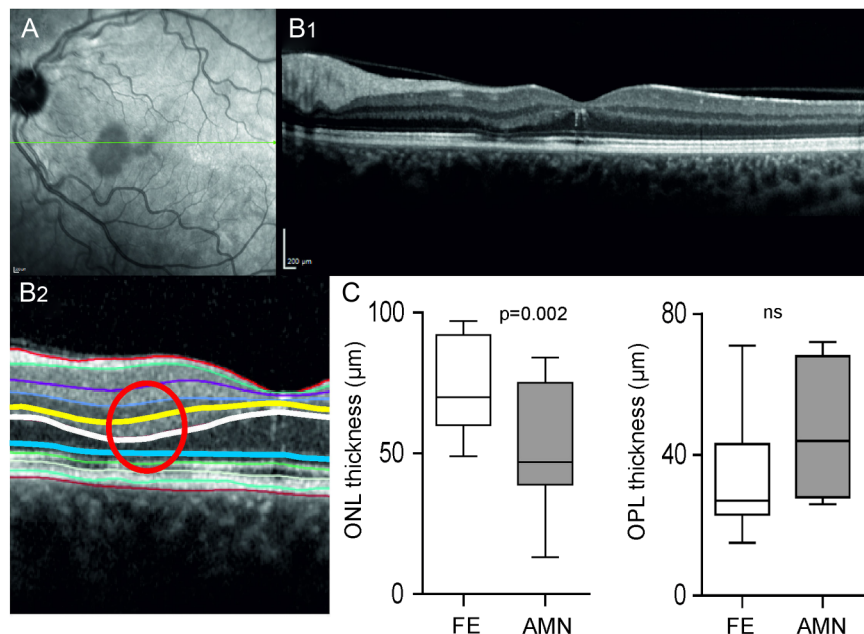 A
B1
200 µm
B2
C
ONL thickness (µm)
100
50
0
p=0.002
FE
AMN
OPL thickness (µm)
80
40
0
ns
FE
AMN